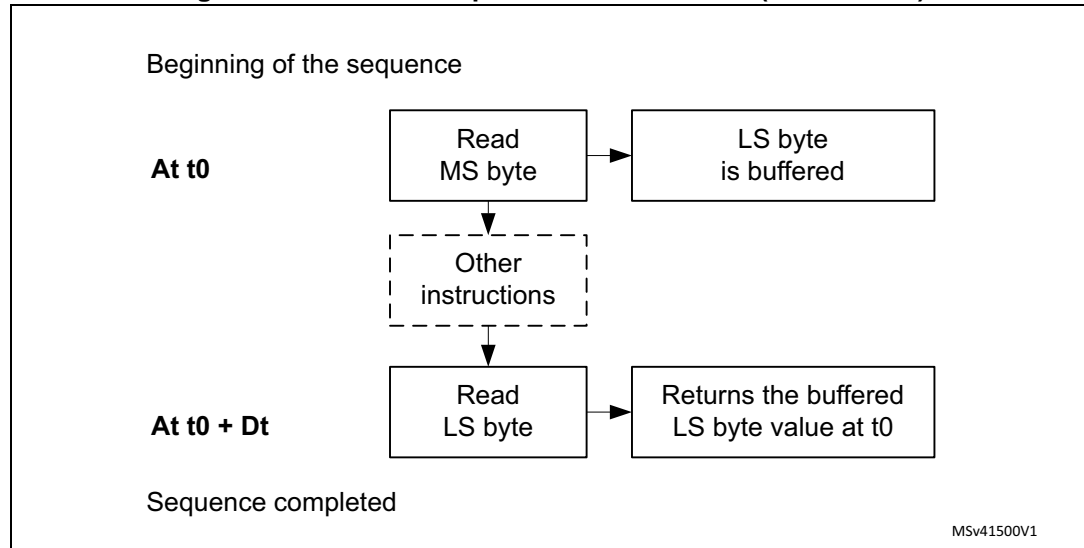 Beginning of the sequence
At t0
Read
MS byte
LS byte
is buffered
Other
instructions
At t0 + Dt
Read
LS byte
Returns the buffered
LS byte value at t0
Sequence completed
MSv41500V1